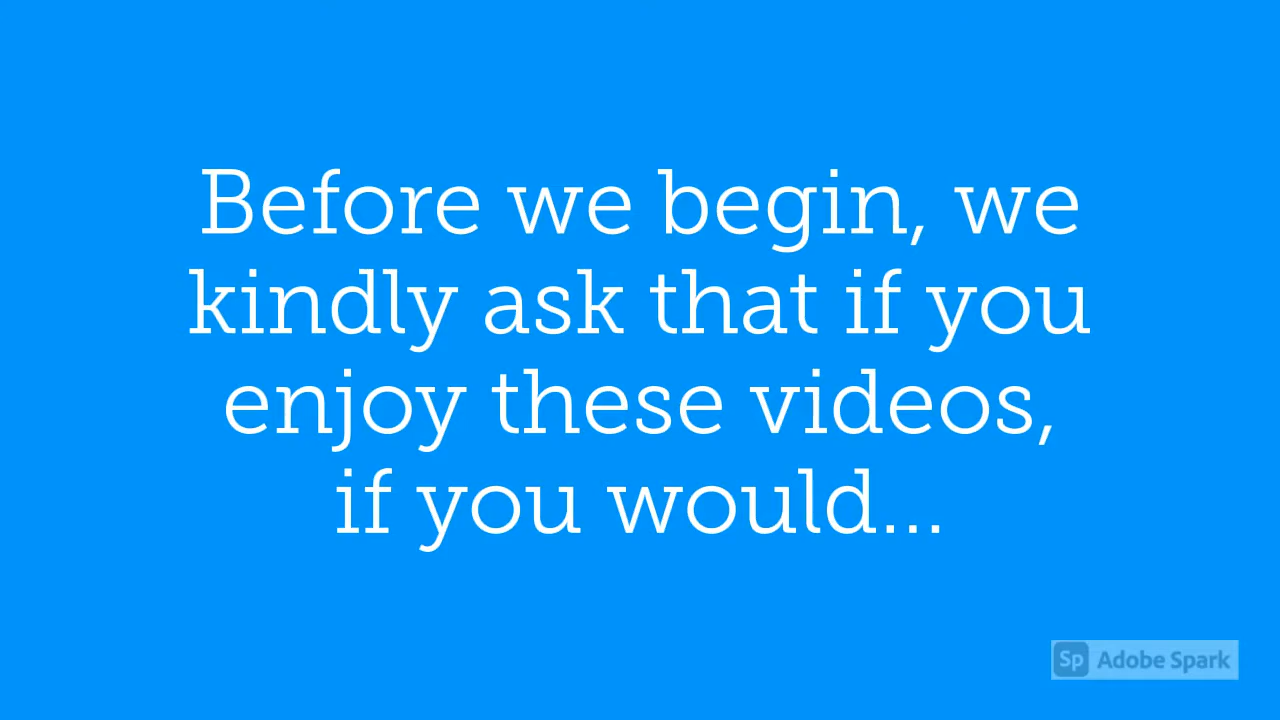 Before we begin, we
kindly ask that if you
enjoy these videos,
if you would...
Sp Adobe Spark